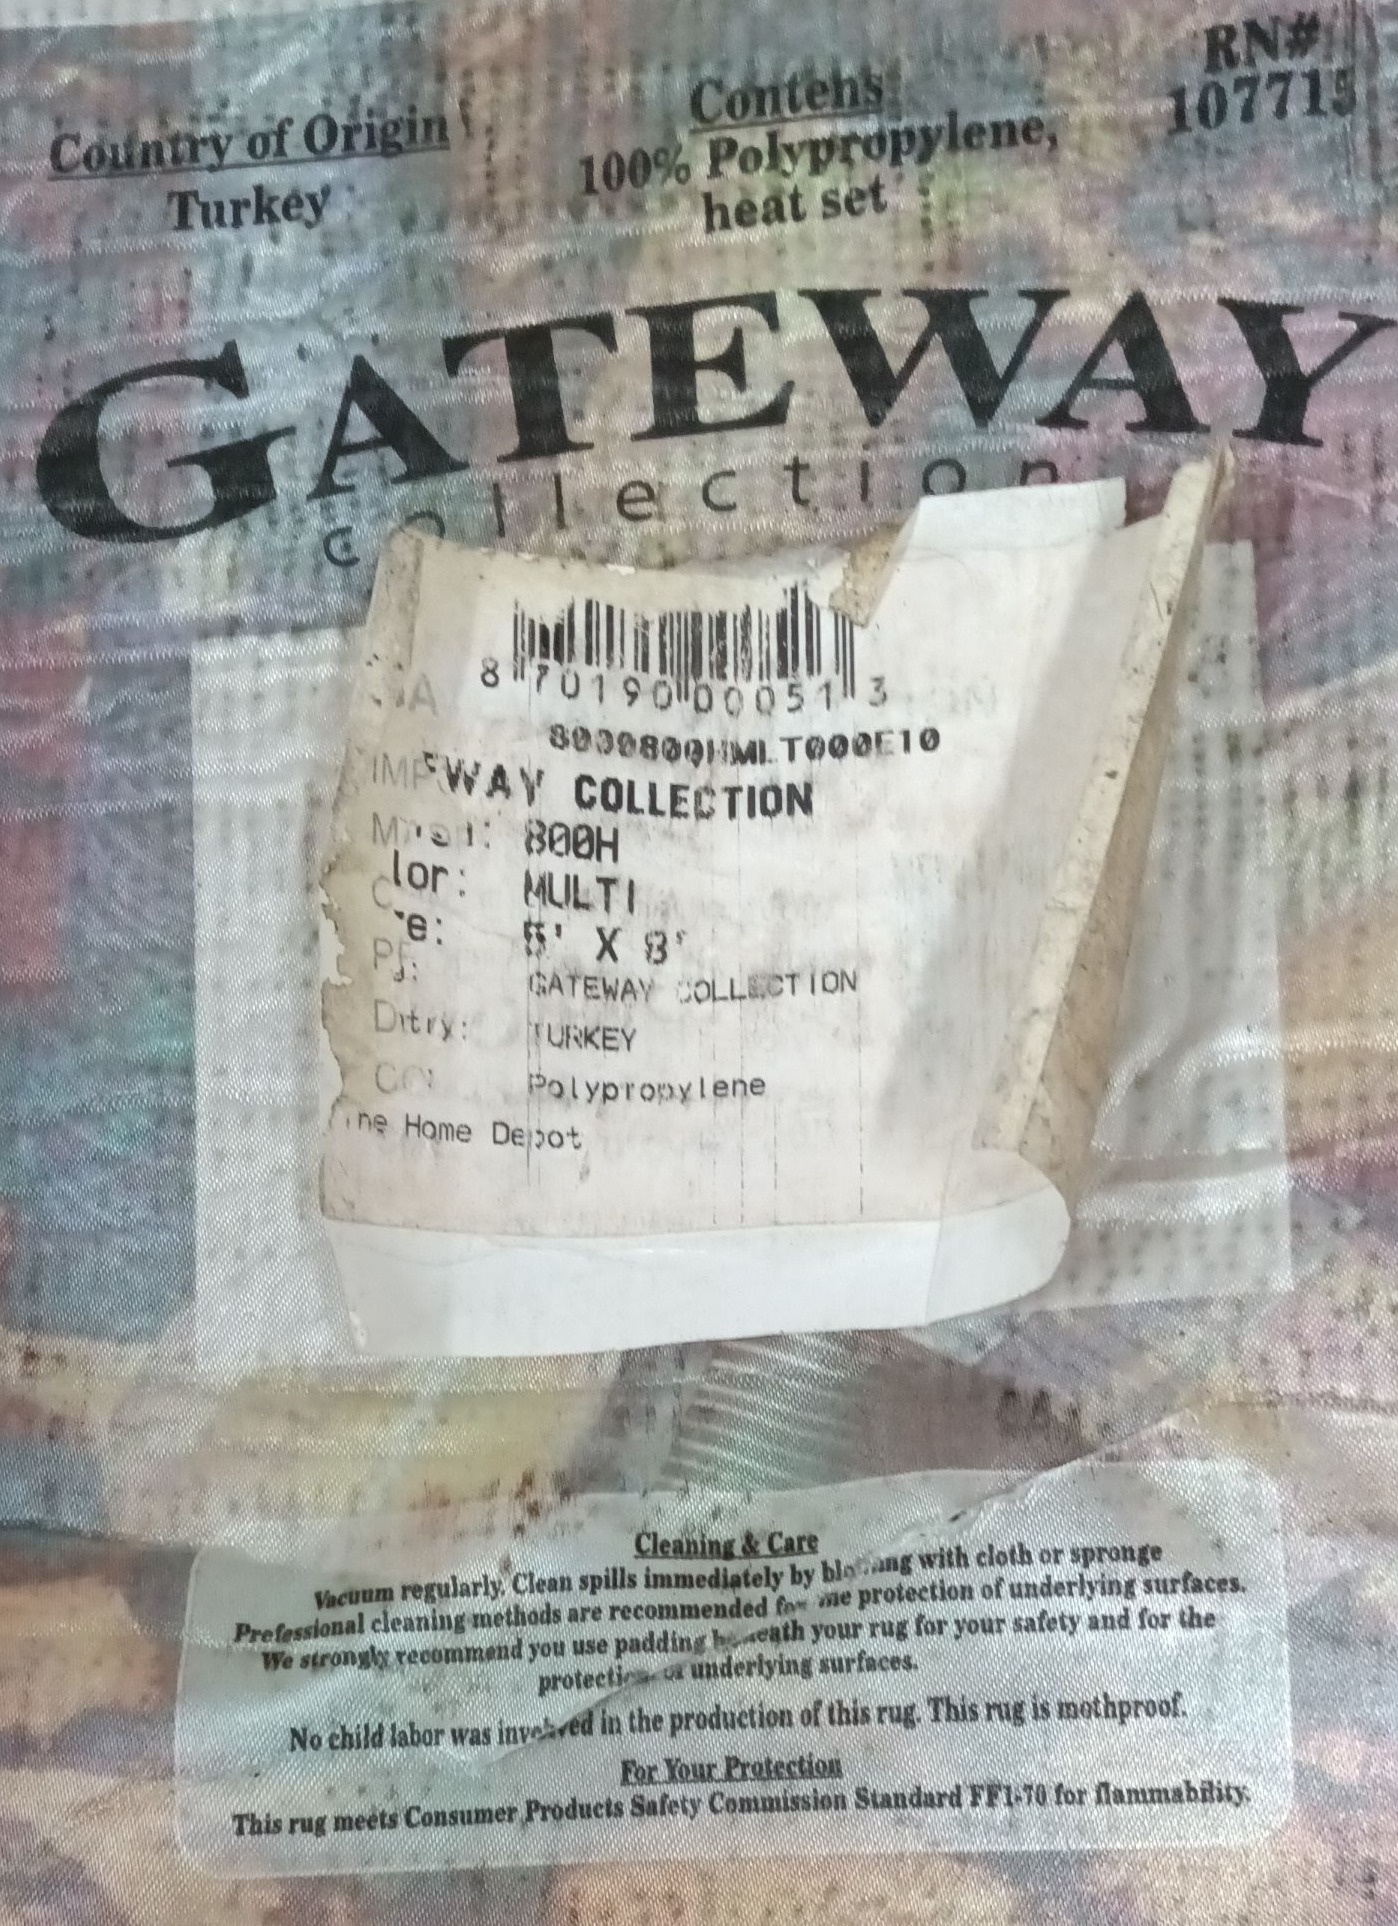 Country of Origin
Turkey
Contens
100% Polypropylene,
heat set
RN#
107715
GATEWAY
collection
8 70190 00051 3
WAY COLLECTION
800H
lor: MULTI
e: 5' X 8'
GATEWAY COLLECTION
TURKEY
Polypropylene
Home Depot
Cleaning & Care
Vacuum regularly. Clean spills immediately by with cloth or spronge
Professional cleaning methods are recommended protection of underlying surfaces.
We strongly recommend you use padding your rug for your safety and for the
underlying surfaces.
No child labor was involved in the production of this rug. This rug is mothproof.
For Your Protection
This rug meets Consumer Products Safety Commission Standard FF1-70 for flammability.